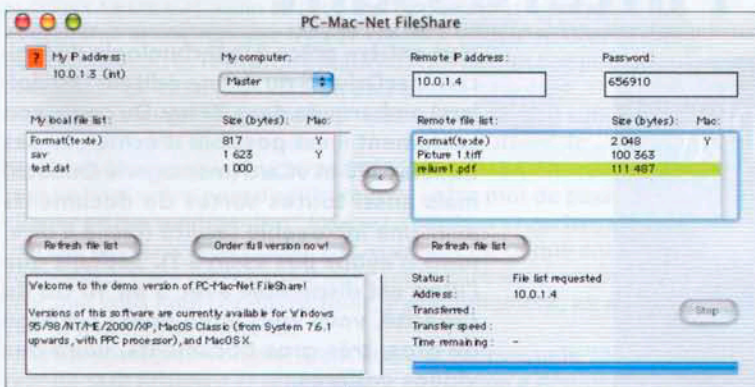 PC-Mac-Net FileShare
? My IP address:
10.0.1.3 (int)
My computer:
Master
Remote IP address:
10.0.1.4
Password:
656910
My local file list: Size (bytes): Mac:
Format(texte) 817 Y
sav 1 623 Y
test.dat 1 000
<
Remote file list: Size (bytes): Mac:
Format(texte) 2 048 Y
Picture 1.tiff 100 363
reliure1.pdf 111 487
Refresh file list
Order full version now!
Refresh file list
Welcome to the demo version of PC-Mac-Net FileShare!
Versions of this software are currently available for Windows
95/98/NT/ME/2000/XP, MacOS Classic (from System 7.6.1
upwards, with PPC processor), and MacOS X.
Status: File list requested
Address: 10.0.1.4
Transferred:
Transfer speed:
Time remaining: -
Stop